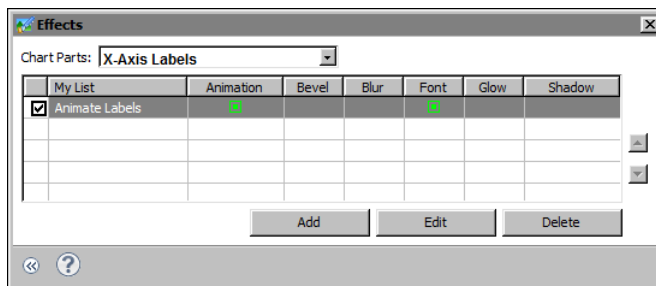 Effects
Chart Parts: X-Axis Labels
My List Animation Bevel Blur Font Glow Shadow
Animate Labels
Add Edit Delete